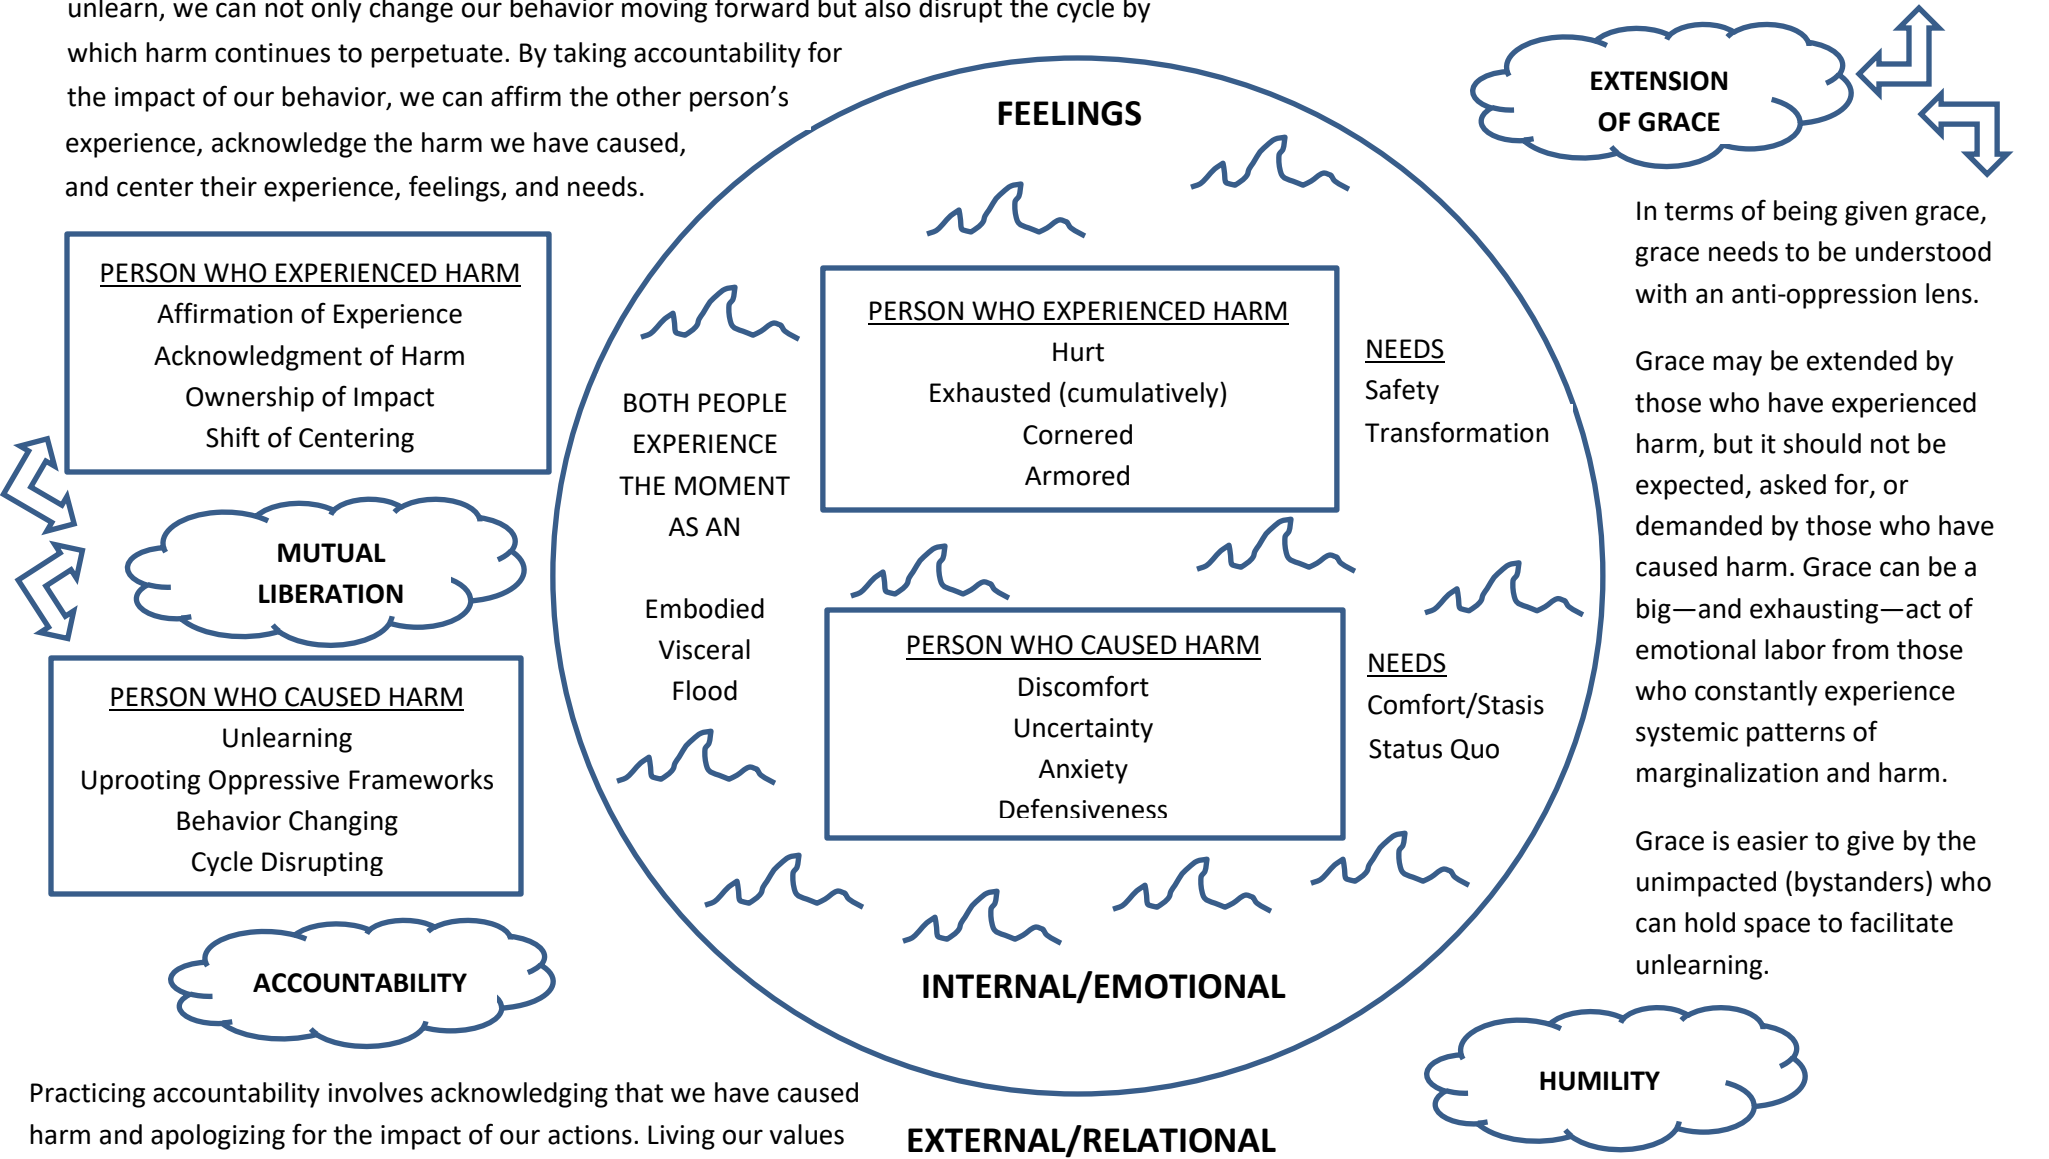 unlearn, we can not only change our behavior moving forward but also disrupt the cycle by
which harm continues to perpetuate. By taking accountability for
the impact of our behavior, we can affirm the other person's
experience, acknowledge the harm we have caused,
and center their experience, feelings, and needs.
PERSON WHO EXPERIENCED HARM
Affirmation of Experience
Acknowledgment of Harm
Ownership of Impact
Shift of Centering
MUTUAL
LIBERATION
PERSON WHO CAUSED HARM
Unlearning
Uprooting Oppressive Frameworks
Behavior Changing
Cycle Disrupting
ACCOUNTABILITY
Practicing accountability involves acknowledging that we have caused
harm and apologizing for the impact of our actions. Living our values
FEELINGS
BOTH PEOPLE
EXPERIENCE
THE MOMENT
AS AN
Embodied
Visceral
Flood
PERSON WHO EXPERIENCED HARM
Hurt
Exhausted (cumulatively)
Cornered
Armored
NEEDS
Safety
Transformation
PERSON WHO CAUSED HARM
Discomfort
Uncertainty
Anxiety
Defensiveness
NEEDS
Comfort/Stasis
Status Quo
INTERNAL/EMOTIONAL
EXTERNAL/RELATIONAL
EXTENSION
OF GRACE
In terms of being given grace,
grace needs to be understood
with an anti-oppression lens.
Grace may be extended by
those who have experienced
harm, but it should not be
expected, asked for, or
demanded by those who have
caused harm. Grace can be a
big—and exhausting—act of
emotional labor from those
who constantly experience
systemic patterns of
marginalization and harm.
Grace is easier to give by the
unimpacted (bystanders) who
can hold space to facilitate
unlearning.
HUMILITY